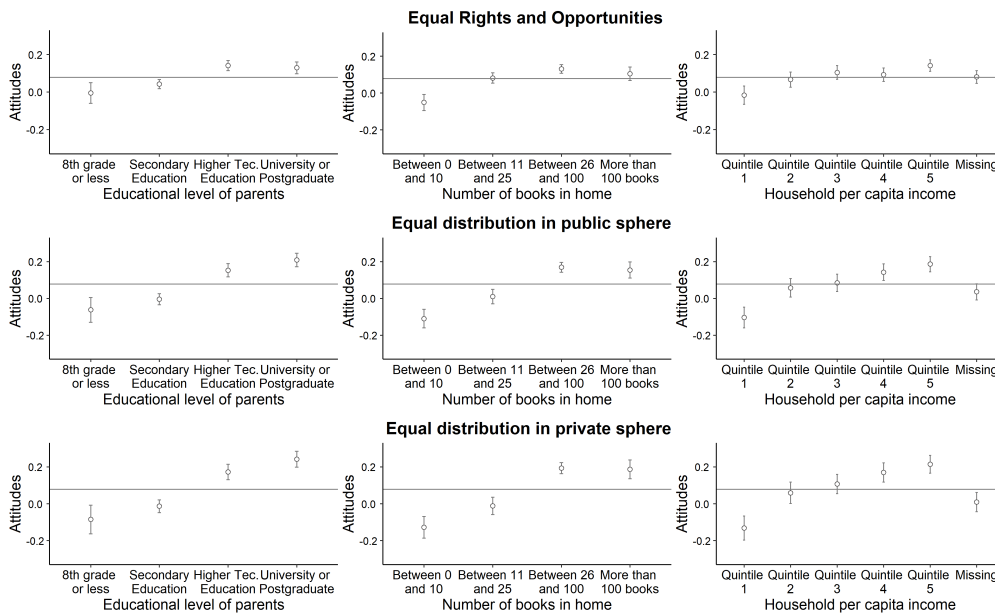 Equal Rights and Opportunities
Attitudes
0.2
0.0
-0.2
8th grade or less
Secondary Education
Higher Tec. Education
University or Postgraduate
Educational level of parents
Attitudes
0.2
0.0
-0.2
Between 0 and 10
Between 11 and 25
Between 26 and 100
More than 100 books
Number of books in home
Attitudes
0.2
0.0
-0.2
Quintile 1
Quintile 2
Quintile 3
Quintile 4
Quintile 5
Missing
Household per capita income
Equal distribution in public sphere
Attitudes
0.2
0.0
-0.2
8th grade or less
Secondary Education
Higher Tec. Education
University or Postgraduate
Educational level of parents
Attitudes
0.2
0.0
-0.2
Between 0 and 10
Between 11 and 25
Between 26 and 100
More than 100 books
Number of books in home
Attitudes
0.2
0.0
-0.2
Quintile 1
Quintile 2
Quintile 3
Quintile 4
Quintile 5
Missing
Household per capita income
Equal distribution in private sphere
Attitudes
0.2
0.0
-0.2
8th grade or less
Secondary Education
Higher Tec. Education
University or Postgraduate
Educational level of parents
Attitudes
0.2
0.0
-0.2
Between 0 and 10
Between 11 and 25
Between 26 and 100
More than 100 books
Number of books in home
Attitudes
0.2
0.0
-0.2
Quintile 1
Quintile 2
Quintile 3
Quintile 4
Quintile 5
Missing
Household per capita income